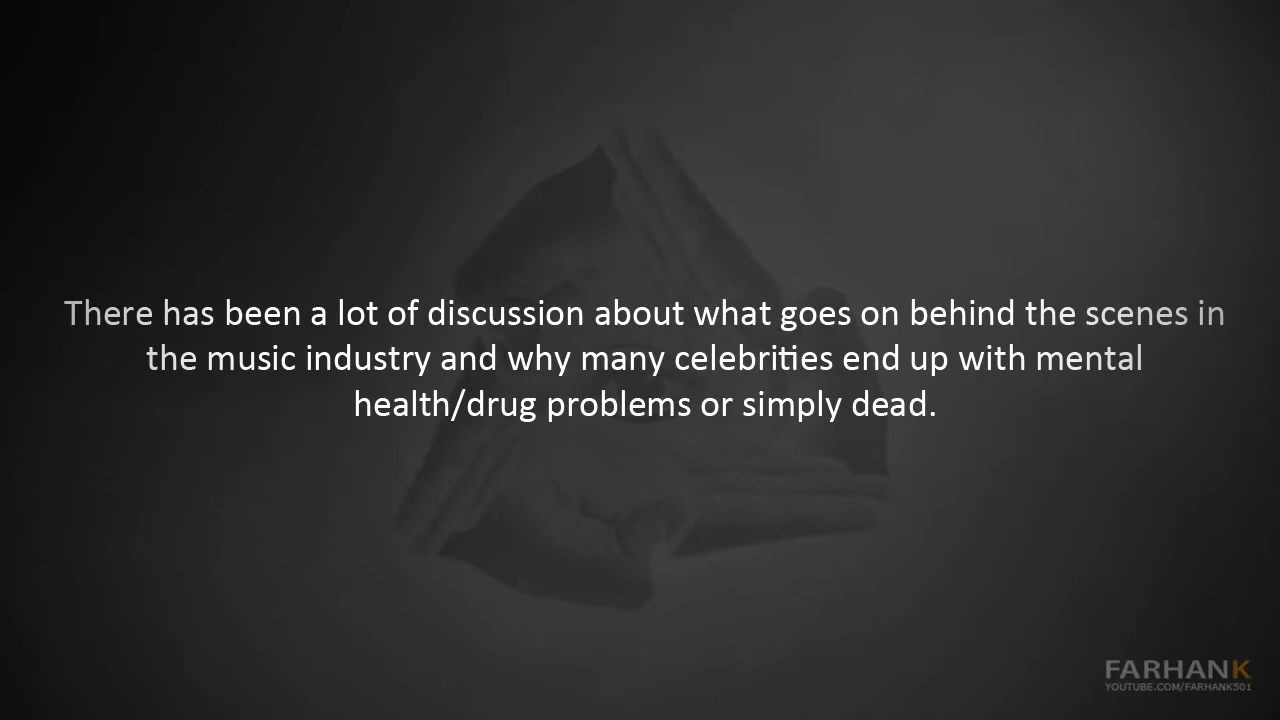 There has been a lot of discussion about what goes on behind the scenes in
the music industry and why many celebrities end up with mental
health/drug problems or simply dead.
FARHANK
YOUTUBE.COM/FARHANK501